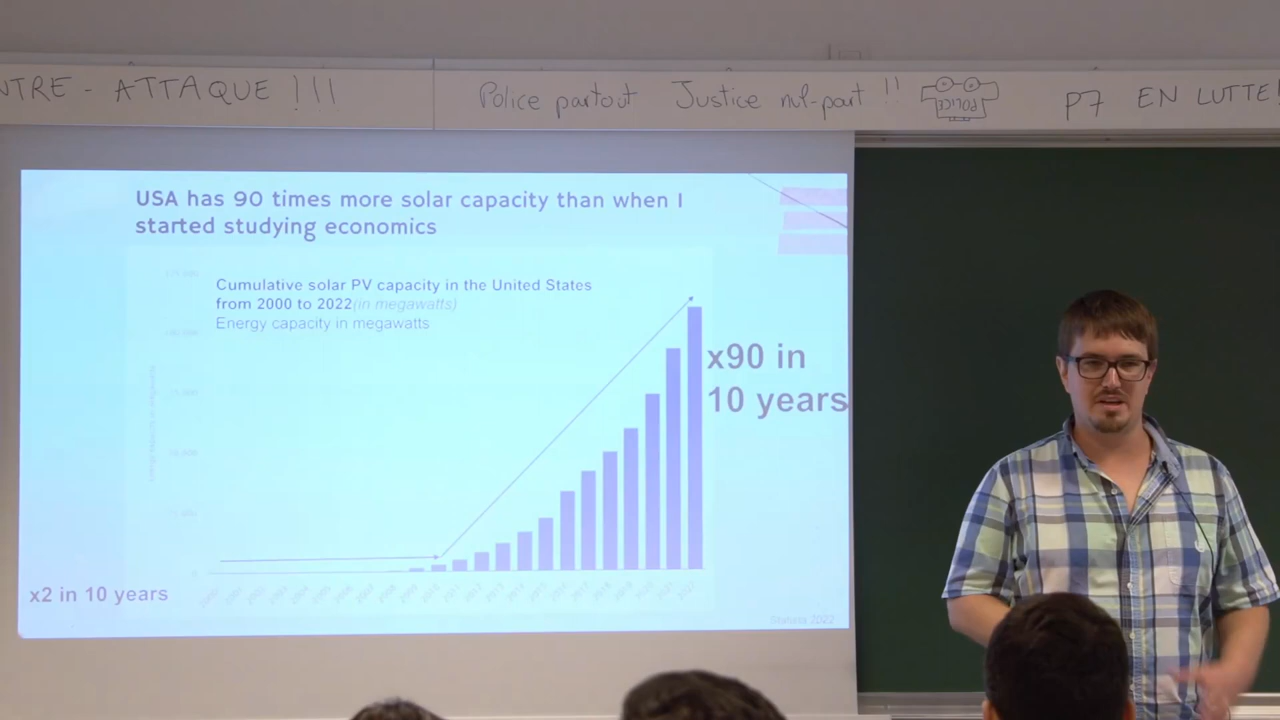 NTRE - ATTAQUE !!!
Police partout Justice nul-part !!
POLICE
P7 EN LUTTE!
USA has 90 times more solar capacity than when I
started studying economics
Cumulative solar PV capacity in the United States
from 2000 to 2022 (in megawatts)
Energy capacity in megawatts
x90 in
10 years
x2 in 10 years
Statista, 2022